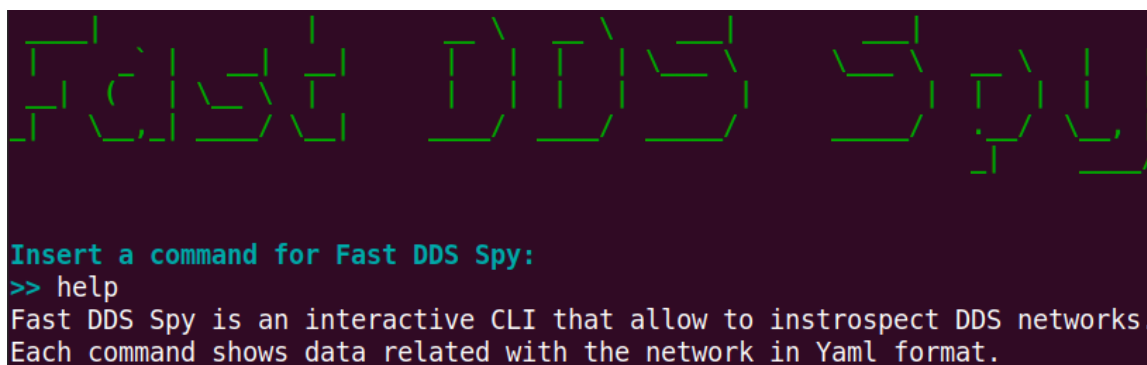 Fast DDS Spy
Insert a command for Fast DDS Spy:
>> help
Fast DDS Spy is an interactive CLI that allow to instrospect DDS networks
Each command shows data related with the network in Yaml format.